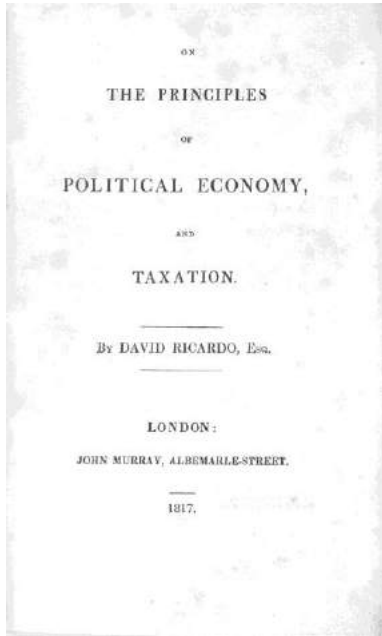 ON
THE PRINCIPLES
OF
POLITICAL ECONOMY,
AND
TAXATION.
BY DAVID RICARDO, ESQ.
LONDON:
JOHN MURRAY, ALBEMARLE-STREET.
1817.